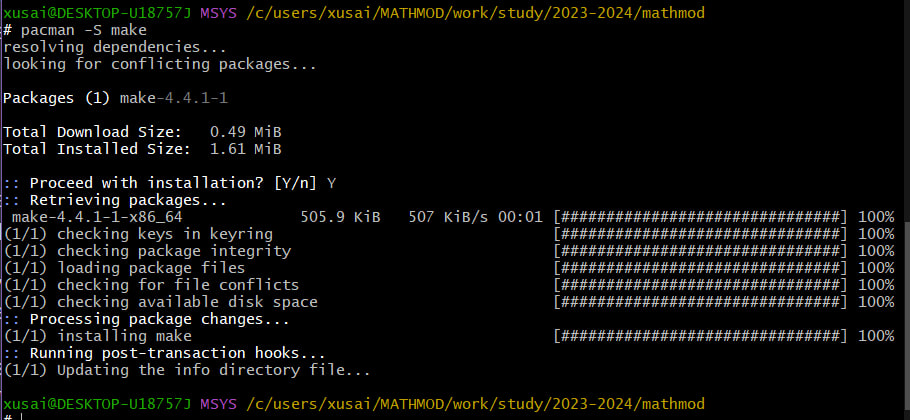 xusai@DESKTOP-U18757J MSYS /c/users/xusai/MATHMOD/work/study/2023-2024/mathmod
# pacman -S make
resolving dependencies...
looking for conflicting packages...
Packages (1) make-4.4.1-1
Total Download Size:   0.49 MiB
Total Installed Size:  1.61 MiB
:: Proceed with installation? [Y/n] Y
:: Retrieving packages...
make-4.4.1-1-x86_64             505.9 KiB   507 KiB/s 00:01 [###############################] 100%
(1/1) checking keys in keyring                               [###############################] 100%
(1/1) checking package integrity                             [###############################] 100%
(1/1) loading package files                                  [###############################] 100%
(1/1) checking for file conflicts                            [###############################] 100%
(1/1) checking available disk space                          [###############################] 100%
:: Processing package changes...
(1/1) installing make                                        [###############################] 100%
:: Running post-transaction hooks...
(1/1) Updating the info directory file...
xusai@DESKTOP-U18757J MSYS /c/users/xusai/MATHMOD/work/study/2023-2024/mathmod
#